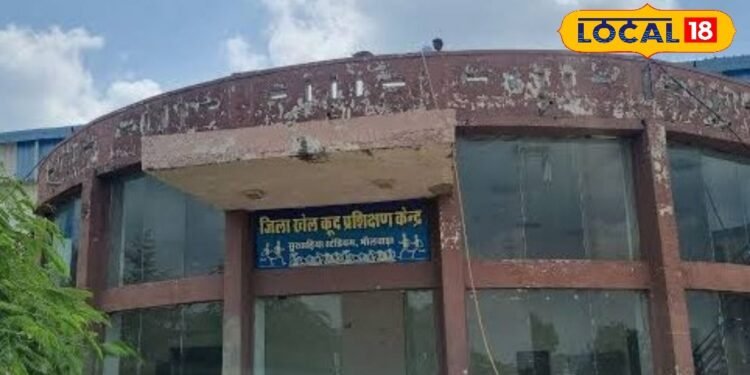 LOCAL 18
जिला खेल कूद प्रशिक्षण केन्द्र
सुखाडिया स्टेडियम, भीलवाड़ा